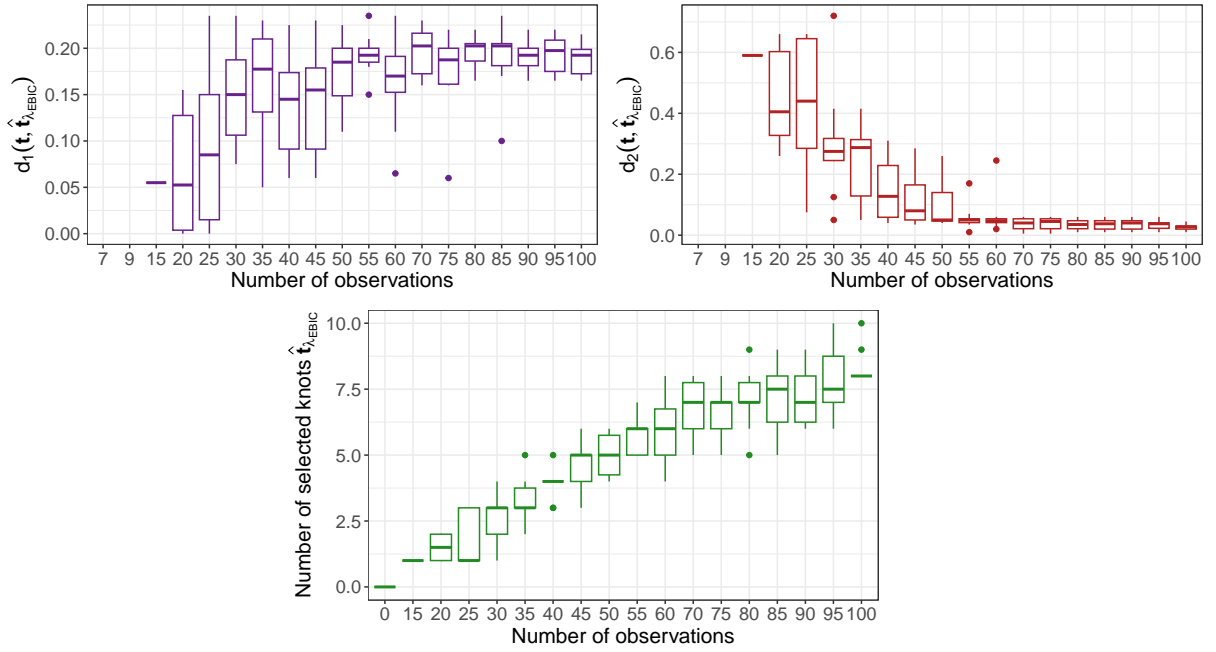 d₁(t, t̂_λEBIC)
0.20
0.15
0.10
0.05
0.00
7 9 15 20 25 30 35 40 45 50 55 60 70 75 80 85 90 95 100
Number of observations
d₂(t, t̂_λEBIC)
0.6
0.4
0.2
0.0
7 9 15 20 25 30 35 40 45 50 55 60 70 75 80 85 90 95 100
Number of observations
Number of selected knots t̂_λEBIC
10.0
7.5
5.0
2.5
0.0
0 15 20 25 30 35 40 45 50 55 60 70 75 80 85 90 95 100
Number of observations